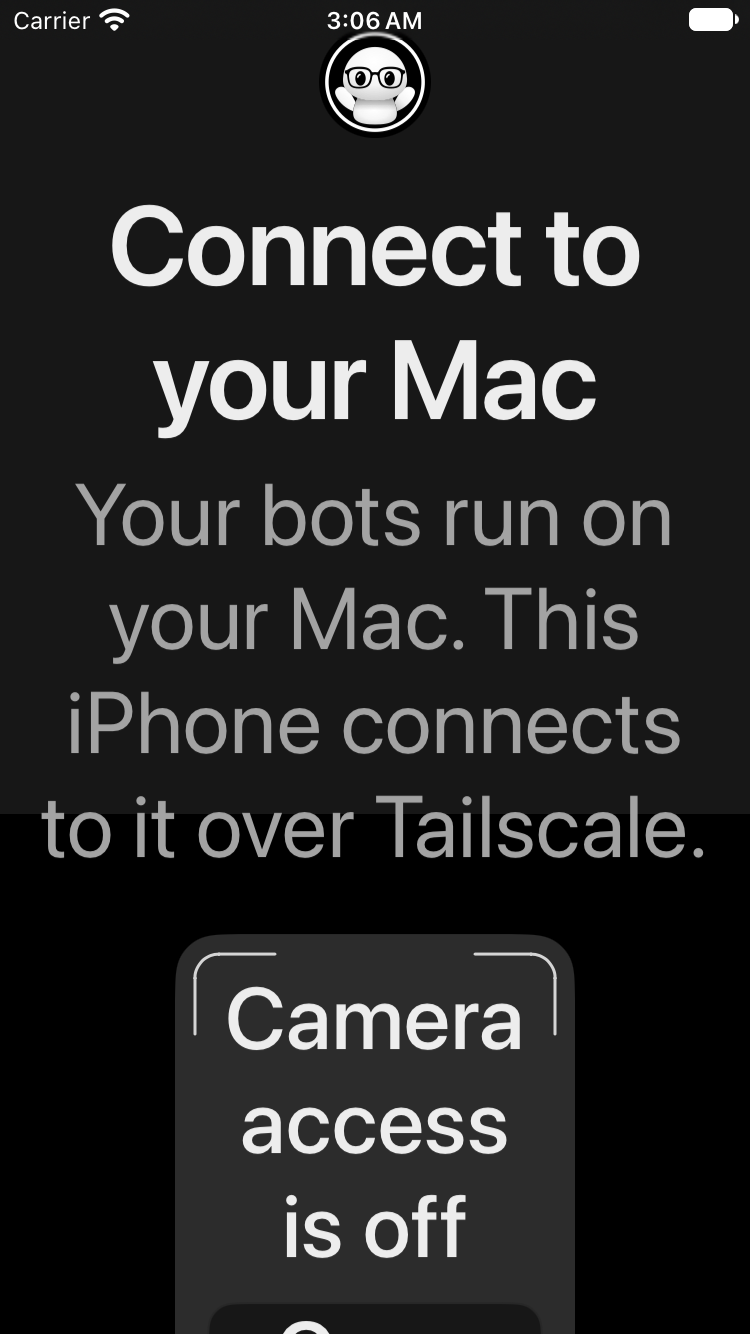 Carrier 3:06 AM
Connect to
your Mac
Your bots run on
your Mac. This
iPhone connects
to it over Tailscale.
Camera
access
is off